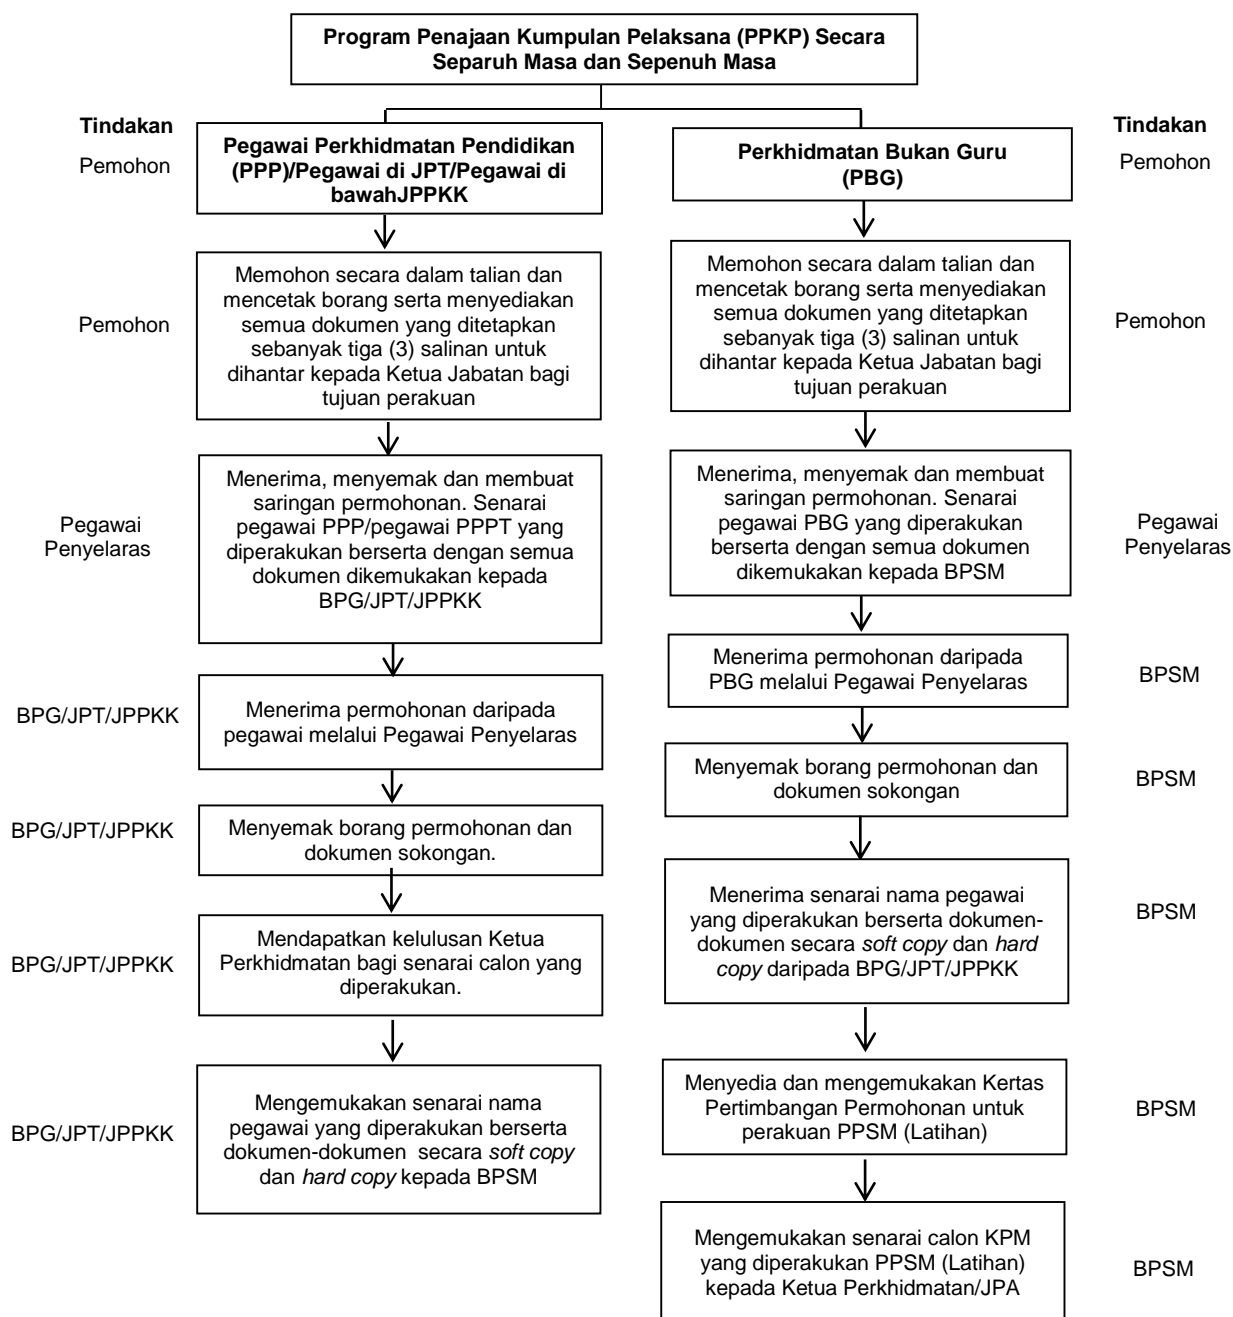 Program Penajaan Kumpulan Pelaksana (PPKP) Secara
Separuh Masa dan Sepenuh Masa
Tindakan
Pemohon
Pegawai Perkhidmatan Pendidikan
(PPP)/Pegawai di JPT/Pegawai di
bawahJPPKK
Perkhidmatan Bukan Guru
(PBG)
Tindakan
Pemohon
Pemohon
Memohon secara dalam talian dan
mencetak borang serta menyediakan
semua dokumen yang ditetapkan
sebanyak tiga (3) salinan untuk
dihantar kepada Ketua Jabatan bagi
tujuan perakuan
Memohon secara dalam talian dan
mencetak borang serta menyediakan
semua dokumen yang ditetapkan
sebanyak tiga (3) salinan untuk
dihantar kepada Ketua Jabatan bagi
tujuan perakuan
Pemohon
Pegawai
Penyelaras
Menerima, menyemak dan membuat
saringan permohonan. Senarai
pegawai PPP/pegawai PPPT yang
diperakukan berserta dengan semua
dokumen dikemukakan kepada
BPG/JPT/JPPKK
Menerima, menyemak dan membuat
saringan permohonan. Senarai
pegawai PBG yang diperakukan
berserta dengan semua dokumen
dikemukakan kepada BPSM
Pegawai
Penyelaras
BPG/JPT/JPPKK
Menerima permohonan daripada
pegawai melalui Pegawai Penyelaras
Menerima permohonan daripada
PBG melalui Pegawai Penyelaras
BPSM
BPG/JPT/JPPKK
Menyemak borang permohonan dan
dokumen sokongan.
Menyemak borang permohonan dan
dokumen sokongan
BPSM
BPG/JPT/JPPKK
Mendapatkan kelulusan Ketua
Perkhidmatan bagi senarai calon yang
diperakukan.
Menerima senarai nama pegawai
yang diperakukan berserta dokumen-
dokumen secara soft copy dan hard
copy daripada BPG/JPT/JPPKK
BPSM
BPG/JPT/JPPKK
Mengemukakan senarai nama
pegawai yang diperakukan berserta
dokumen-dokumen secara soft copy
dan hard copy kepada BPSM
Menyedia dan mengemukakan Kertas
Pertimbangan Permohonan untuk
perakuan PPSM (Latihan)
BPSM
Mengemukakan senarai calon KPM
yang diperakukan PPSM (Latihan)
kepada Ketua Perkhidmatan/JPA
BPSM